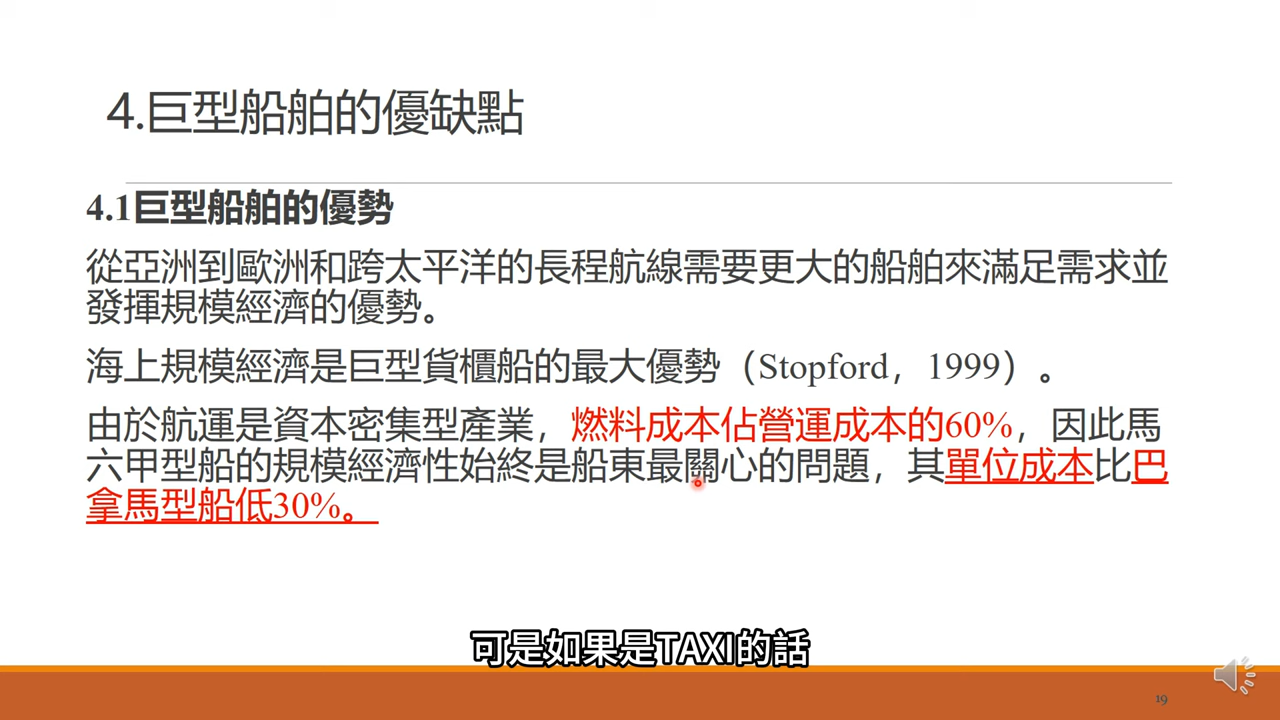 4.巨型船舶的優缺點
4.1巨型船舶的優勢
從亞洲到歐洲和跨太平洋的長程航線需要更大的船舶來滿足需求並
發揮規模經濟的優勢。
海上規模經濟是巨型貨櫃船的最大優勢（Stopford，1999）。
由於航運是資本密集型產業，燃料成本佔營運成本的60%，因此馬
六甲型船的規模經濟性始終是船東最關心的問題，其單位成本比巴
拿馬型船低30%。
可是如果是TAXI的話
19